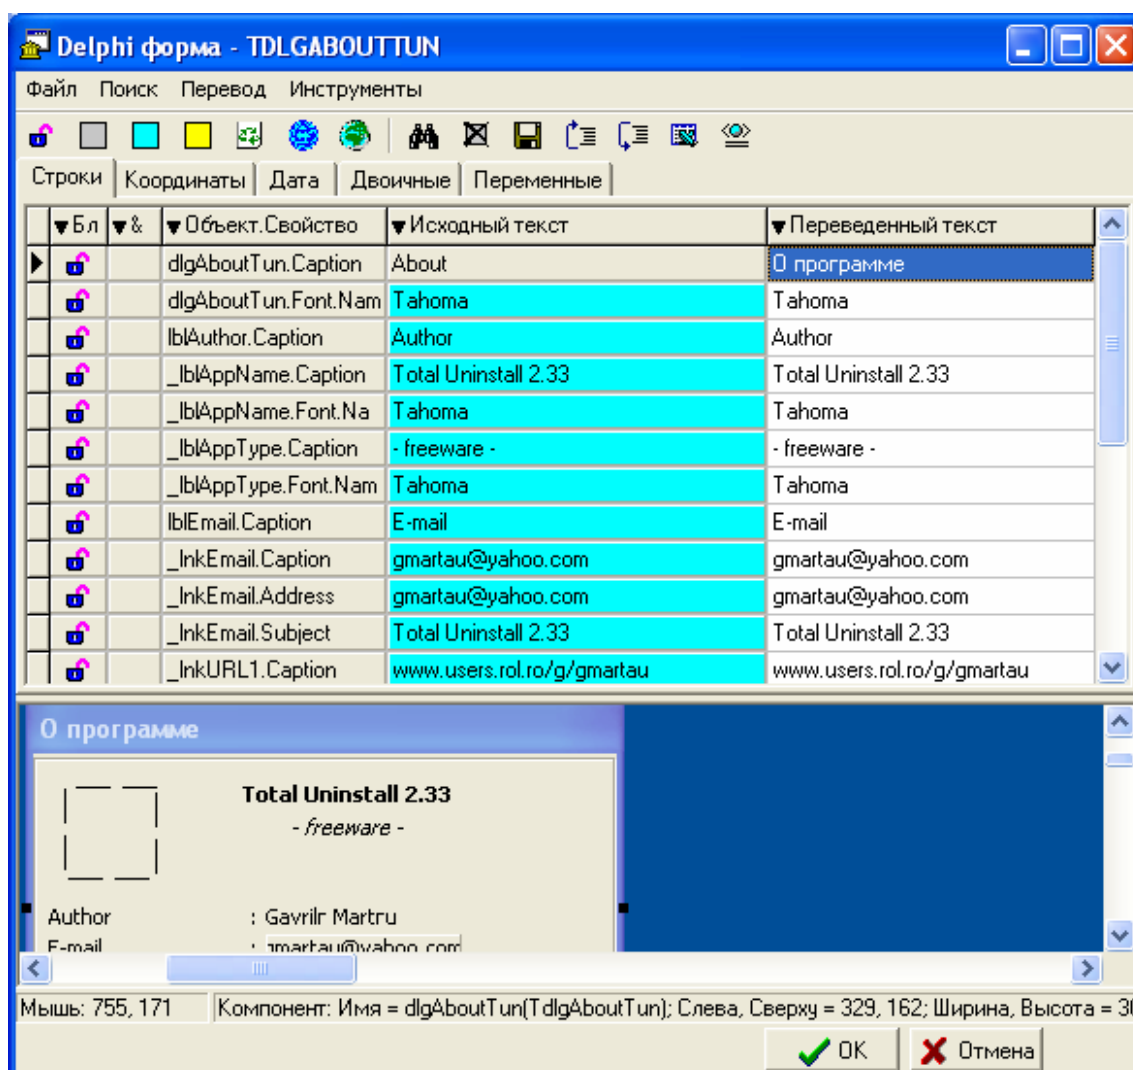 Delphi форма - TDLGABOUTTUN
Файл Поиск Перевод Инструменты
Строки Координаты Дата Двоичные Переменные
Бл & Объект.Свойство Исходный текст Переведенный текст
dlgAboutTun.Caption About О программе
dlgAboutTun.Font.Nam Tahoma Tahoma
lblAuthor.Caption Author Author
_lblAppName.Caption Total Uninstall 2.33 Total Uninstall 2.33
_lblAppName.Font.Na Tahoma Tahoma
_lblAppType.Caption - freeware - - freeware -
_lblAppType.Font.Nam Tahoma Tahoma
lblEmail.Caption E-mail E-mail
_lnkEmail.Caption gmartau@yahoo.com gmartau@yahoo.com
_lnkEmail.Address gmartau@yahoo.com gmartau@yahoo.com
_lnkEmail.Subject Total Uninstall 2.33 Total Uninstall 2.33
_lnkURL1.Caption www.users.rol.ro/g/gmartau www.users.rol.ro/g/gmartau
О программе
Total Uninstall 2.33
- freeware -
Author : Gavrilr Martru
E-mail : gmartau@yahoo.com
Мышь: 755, 171 Компонент: Имя = dlgAboutTun(TdlgAboutTun); Слева, Сверху = 329, 162; Ширина, Высота =
OK Отмена